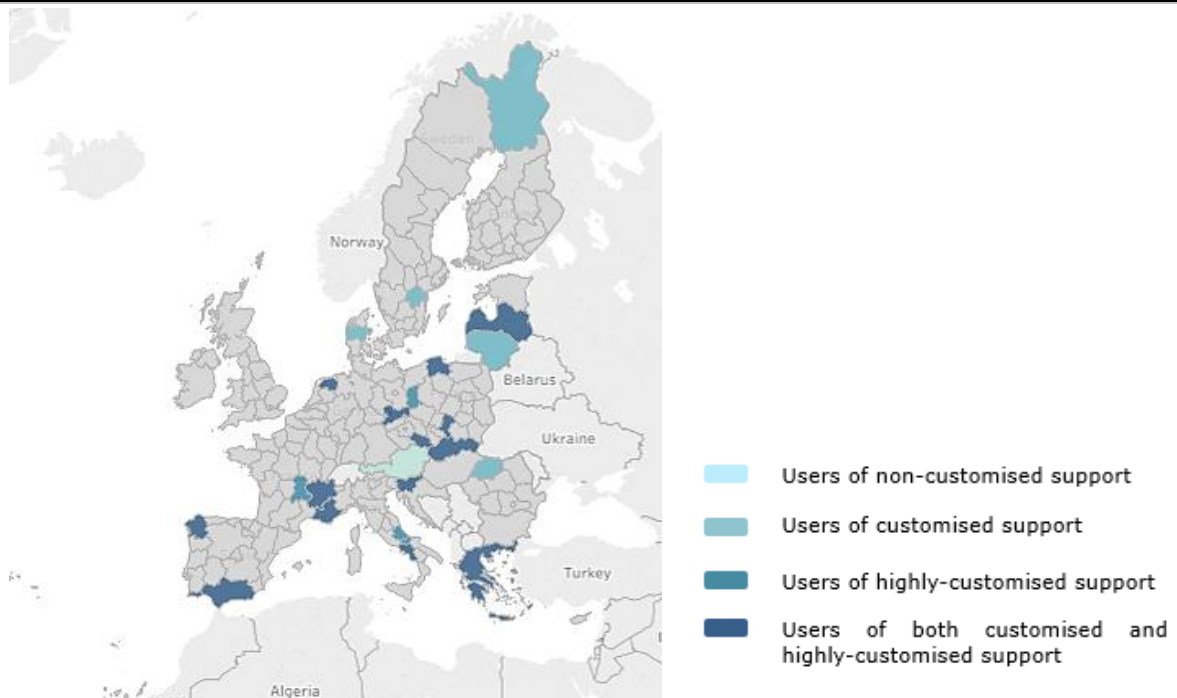 Sweden
Norway
Belarus
Ukraine
Turkey
Algeria
Users of non-customised support
Users of customised support
Users of highly-customised support
Users of both customised and
highly-customised support